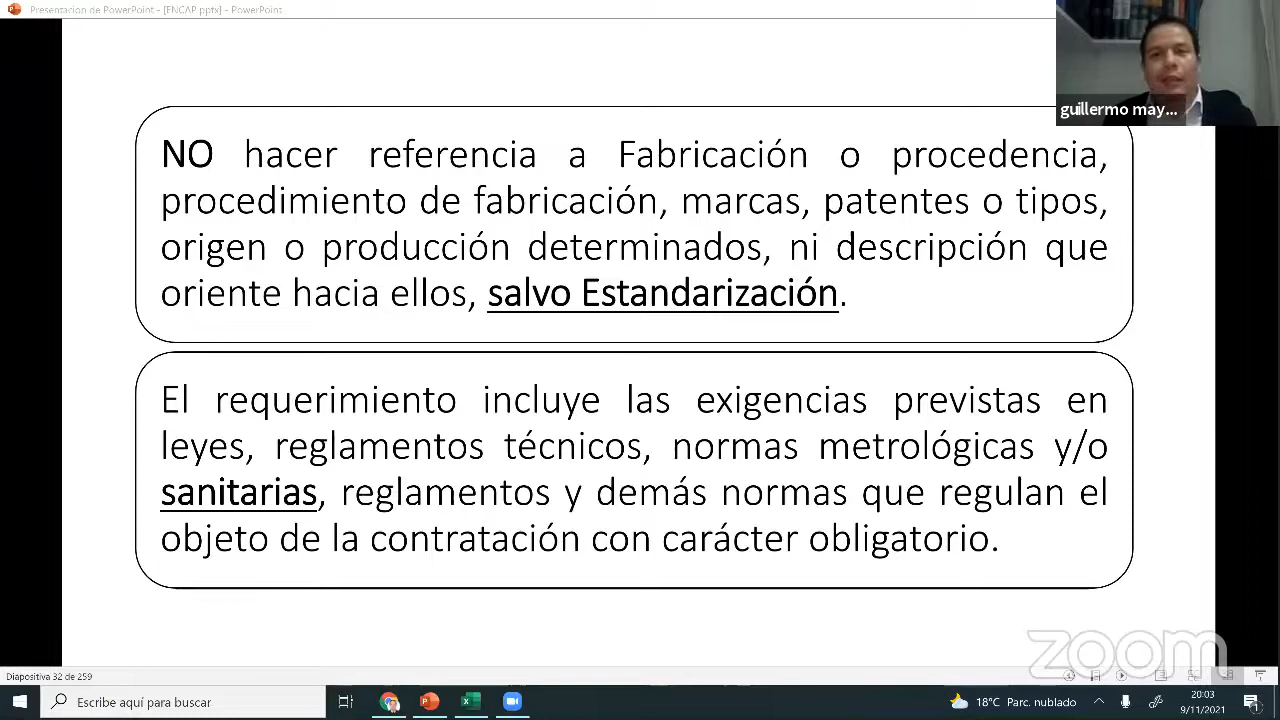 Presentacion de PowerPoint - [ENCAP.pptx] - PowerPoint
guillermo may...
NO hacer referencia a Fabricación o procedencia,
procedimiento de fabricación, marcas, patentes o tipos,
origen o producción determinados, ni descripción que
oriente hacia ellos, salvo Estandarización.
El requerimiento incluye las exigencias previstas en
leyes, reglamentos técnicos, normas metrológicas y/o
sanitarias, reglamentos y demás normas que regulan el
objeto de la contratación con carácter obligatorio.
zoom
Diapositiva 32 de 259
Escribe aquí para buscar
18°C Parc. nublado
20:03
9/11/2021